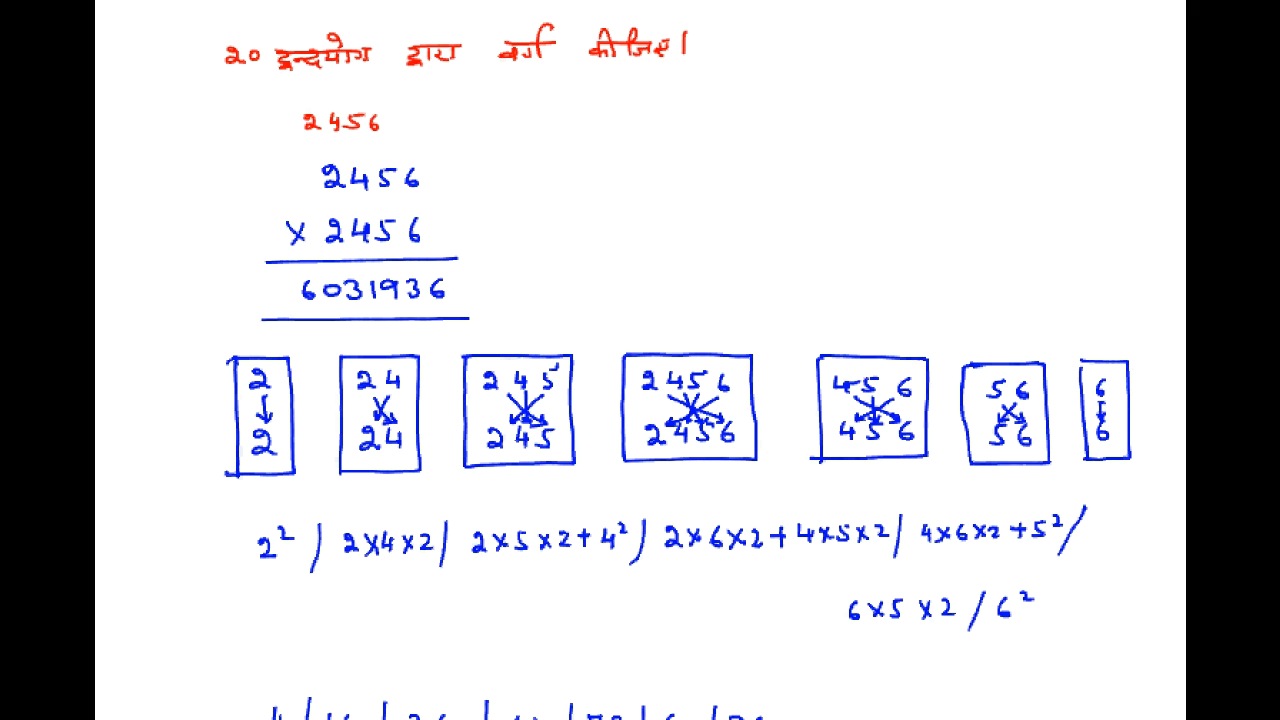 २० द्वन्दयोग द्वारा वर्ग कीजिए।
2456
2456
× 2456
6031936
2 24 245 2456 456 56 6
2 24 245 2456 456 56 6
2² / 2×4×2 / 2×5×2+4² / 2×6×2+4×5×2 / 4×6×2+5² /
6×5×2 / 6²